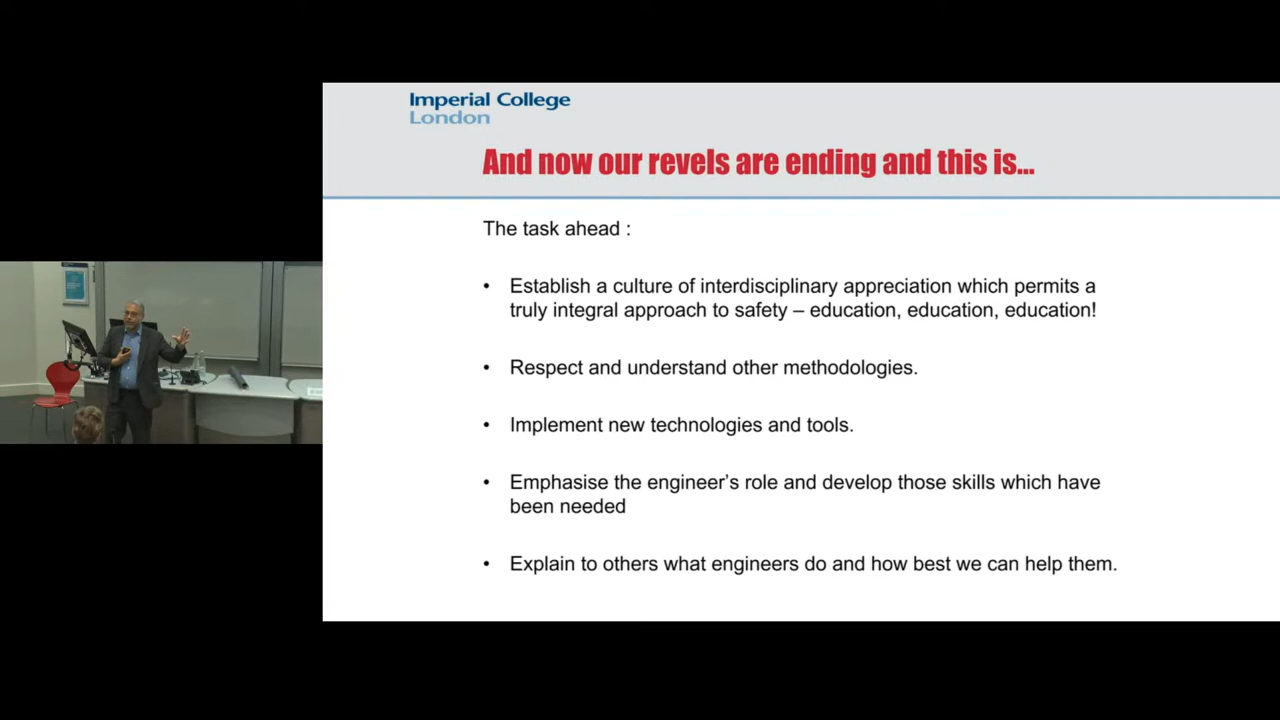 Imperial College
London
And now our revels are ending and this is...
The task ahead :
• Establish a culture of interdisciplinary appreciation which permits a
truly integral approach to safety – education, education, education!
• Respect and understand other methodologies.
• Implement new technologies and tools.
• Emphasise the engineer’s role and develop those skills which have
been needed
• Explain to others what engineers do and how best we can help them.